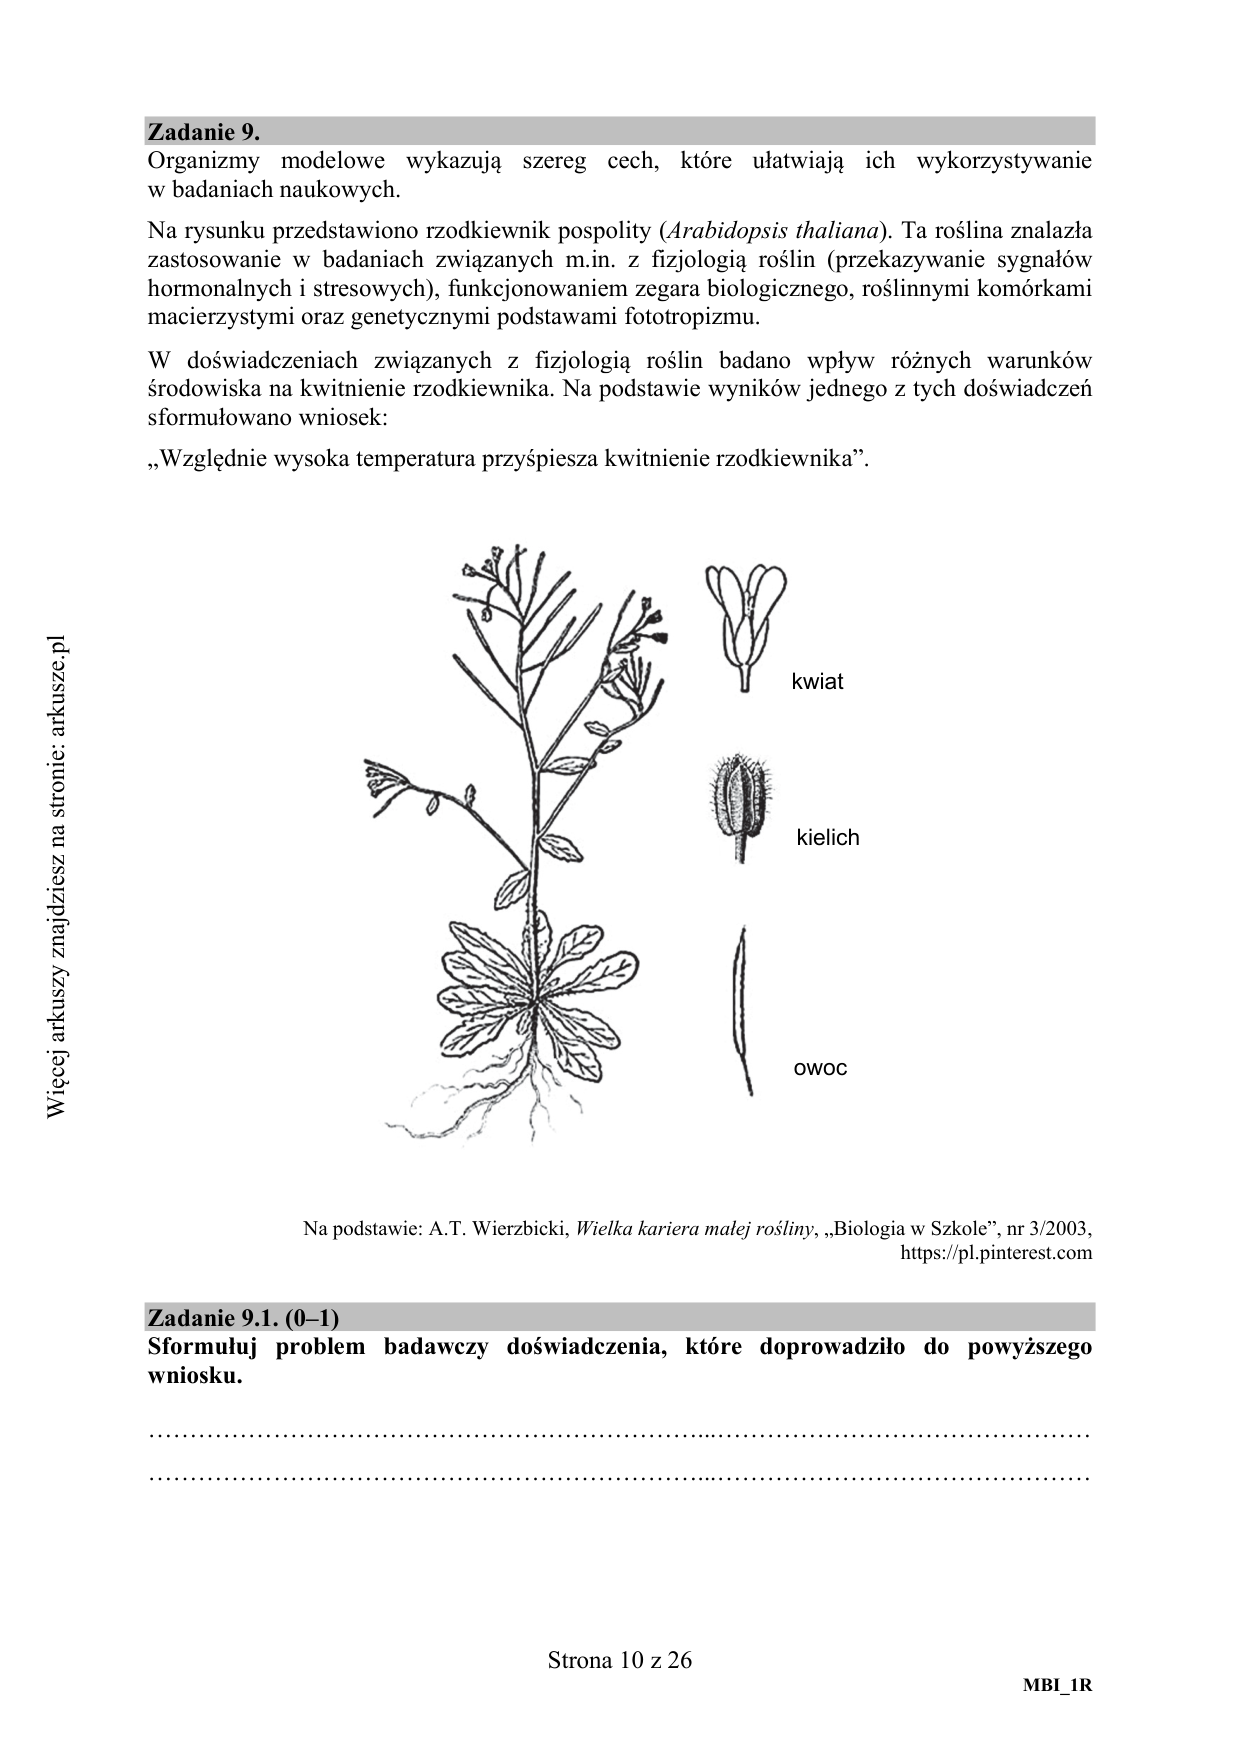 Zadanie 9.
Organizmy modelowe wykazują szereg cech, które ułatwiają ich wykorzystywanie
w badaniach naukowych.
Na rysunku przedstawiono rzodkiewnik pospolity (Arabidopsis thaliana). Ta roślina znalazła
zastosowanie w badaniach związanych m.in. z fizjologią roślin (przekazywanie sygnałów
hormonalnych i stresowych), funkcjonowaniem zegara biologicznego, roślinnymi komórkami
macierzystymi oraz genetycznymi podstawami fototropizmu.
W doświadczeniach związanych z fizjologią roślin badano wpływ różnych warunków
środowiska na kwitnienie rzodkiewnika. Na podstawie wyników jednego z tych doświadczeń
sformułowano wniosek:
„Względnie wysoka temperatura przyśpiesza kwitnienie rzodkiewnika”.
kwiat
kielich
owoc
Więcej arkuszy znajdziesz na stronie: arkusze.pl
Na podstawie: A.T. Wierzbicki, Wielka kariera małej rośliny, „Biologia w Szkole”, nr 3/2003,
https://pl.pinterest.com
Zadanie 9.1. (0–1)
Sformułuj problem badawczy doświadczenia, które doprowadziło do powyższego
wniosku.
……………………………………………………………...………………………………………
……………………………………………………………...………………………………………
Strona 10 z 26
MBI_1R